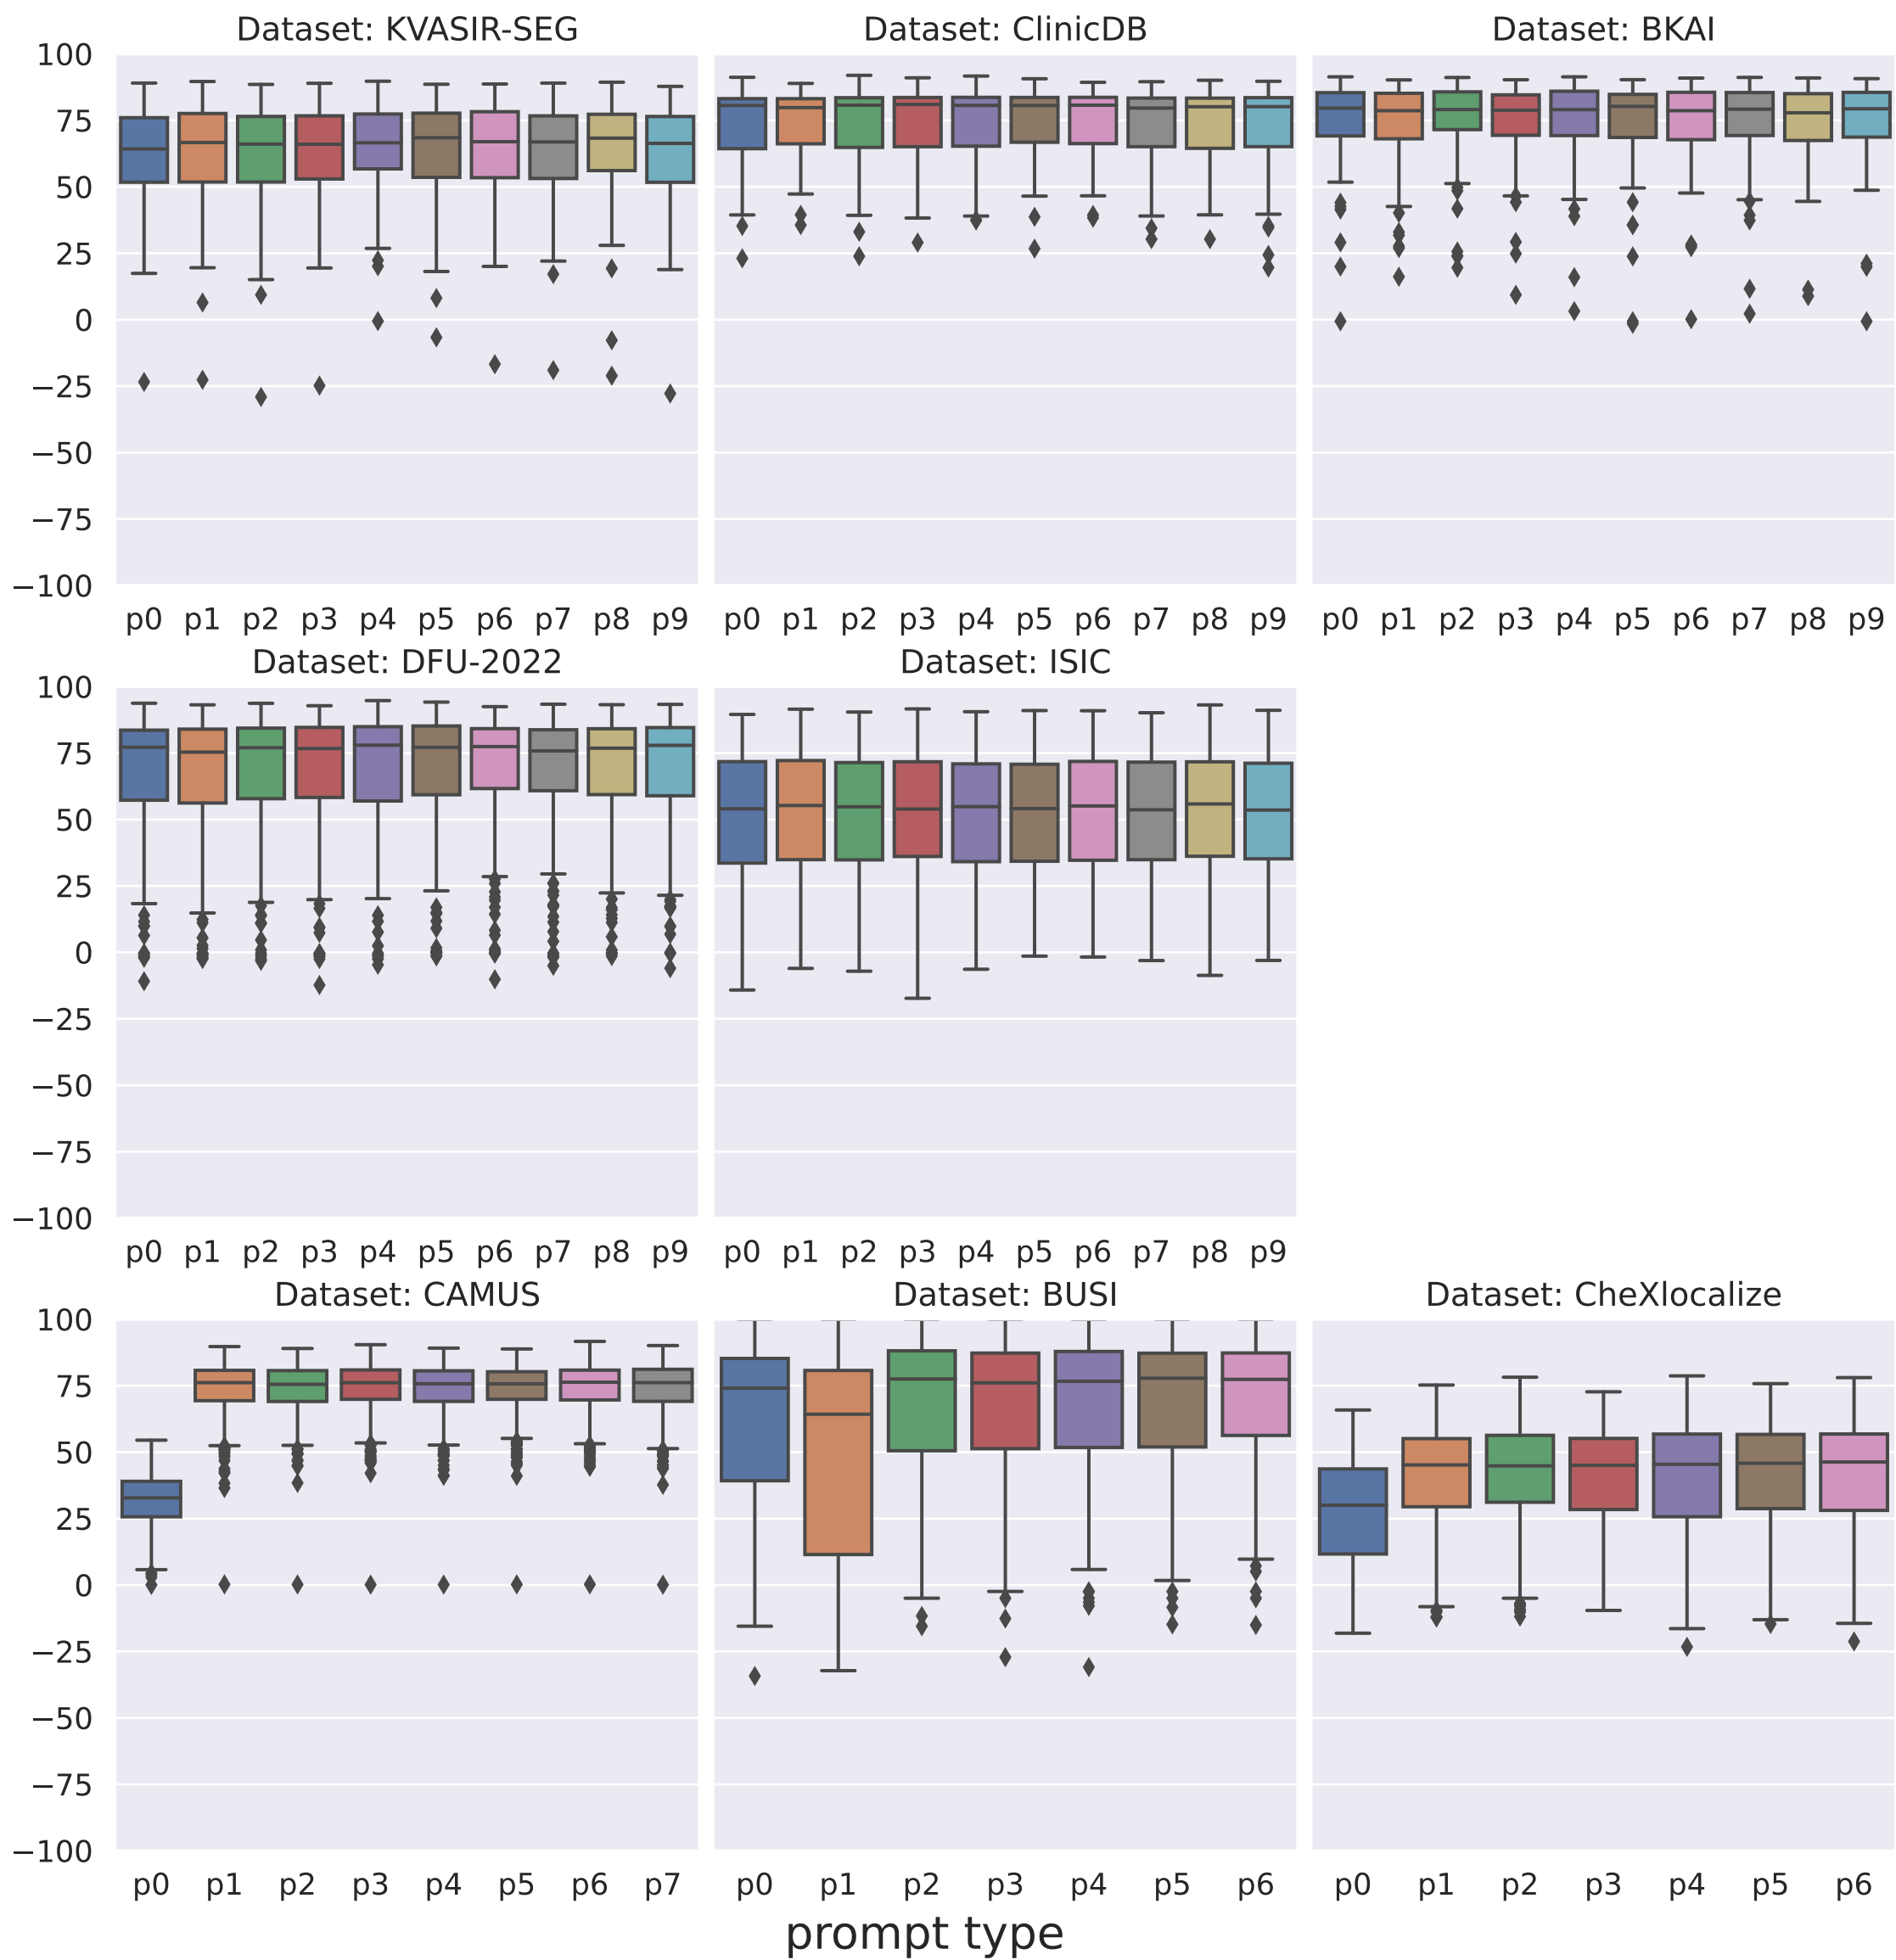 Dataset: KVASIR-SEG
Dataset: ClinicDB
Dataset: BKAI
100
75
50
25
0
−25
−50
−75
−100
p0 p1 p2 p3 p4 p5 p6 p7 p8 p9
p0 p1 p2 p3 p4 p5 p6 p7 p8 p9
p0 p1 p2 p3 p4 p5 p6 p7 p8 p9
Dataset: DFU-2022
Dataset: ISIC
100
75
50
25
0
−25
−50
−75
−100
p0 p1 p2 p3 p4 p5 p6 p7 p8 p9
p0 p1 p2 p3 p4 p5 p6 p7 p8 p9
Dataset: CAMUS
Dataset: BUSI
Dataset: CheXlocalize
100
75
50
25
0
−25
−50
−75
−100
p0 p1 p2 p3 p4 p5 p6 p7
p0 p1 p2 p3 p4 p5 p6
p0 p1 p2 p3 p4 p5 p6
prompt type